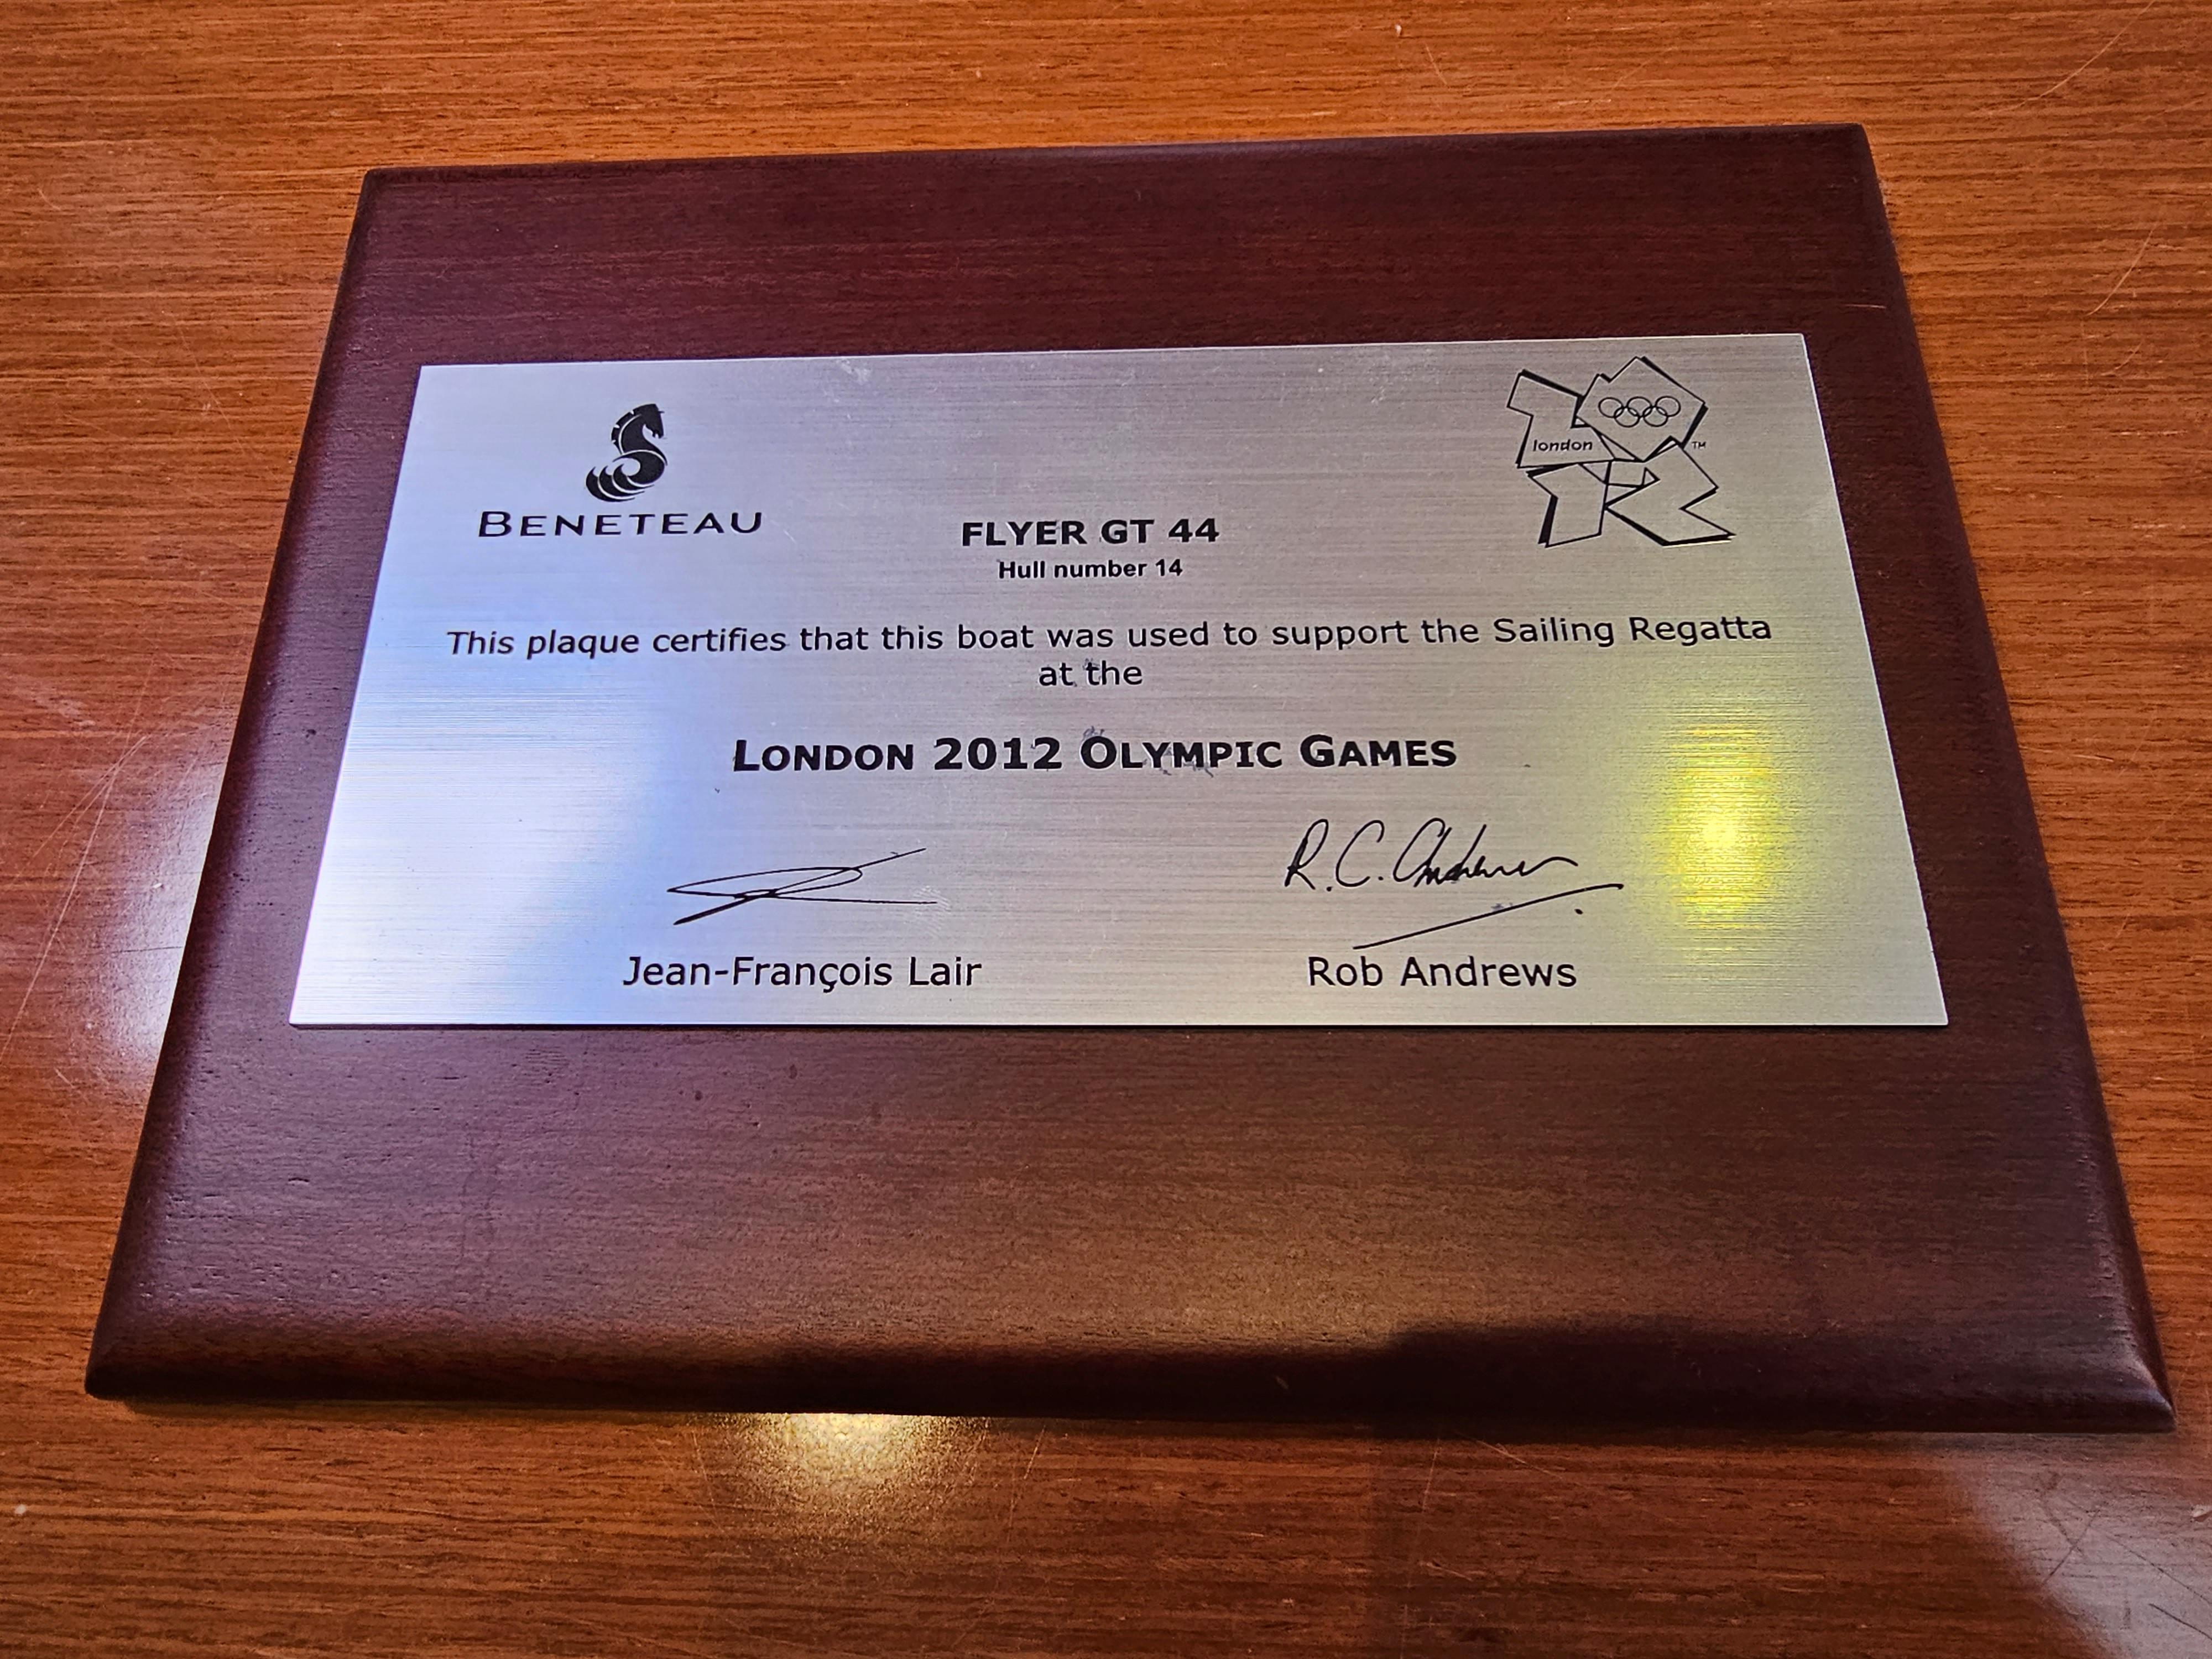 BENETEAU
london
TM
FLYER GT 44
Hull number 14
This plaque certifies that this boat was used to support the Sailing Regatta
at the
LONDON 2012 OLYMPIC GAMES
R. C. Andrews
Jean-François Lair
Rob Andrews